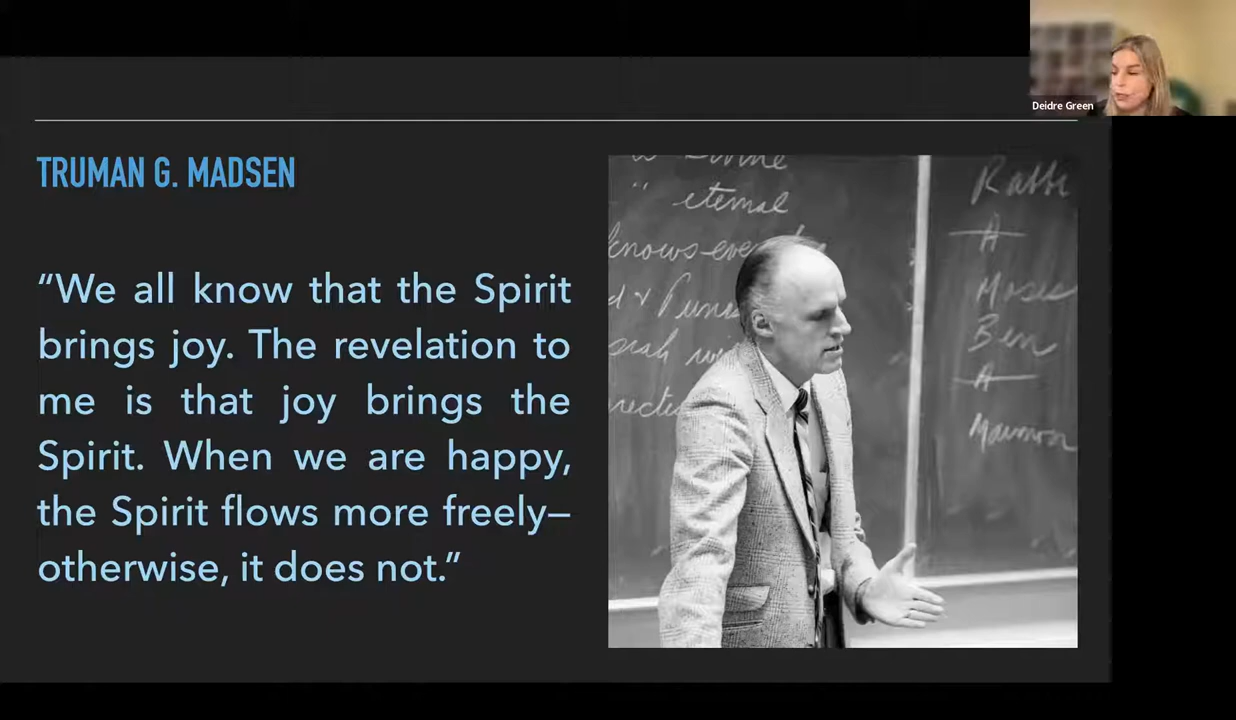 Deidre Green
TRUMAN G. MADSEN
“We all know that the Spirit
brings joy. The revelation to
me is that joy brings the
Spirit. When we are happy,
the Spirit flows more freely—
otherwise, it does not.”
eternal
knows
Rabbi
A
Moses
Ben
A